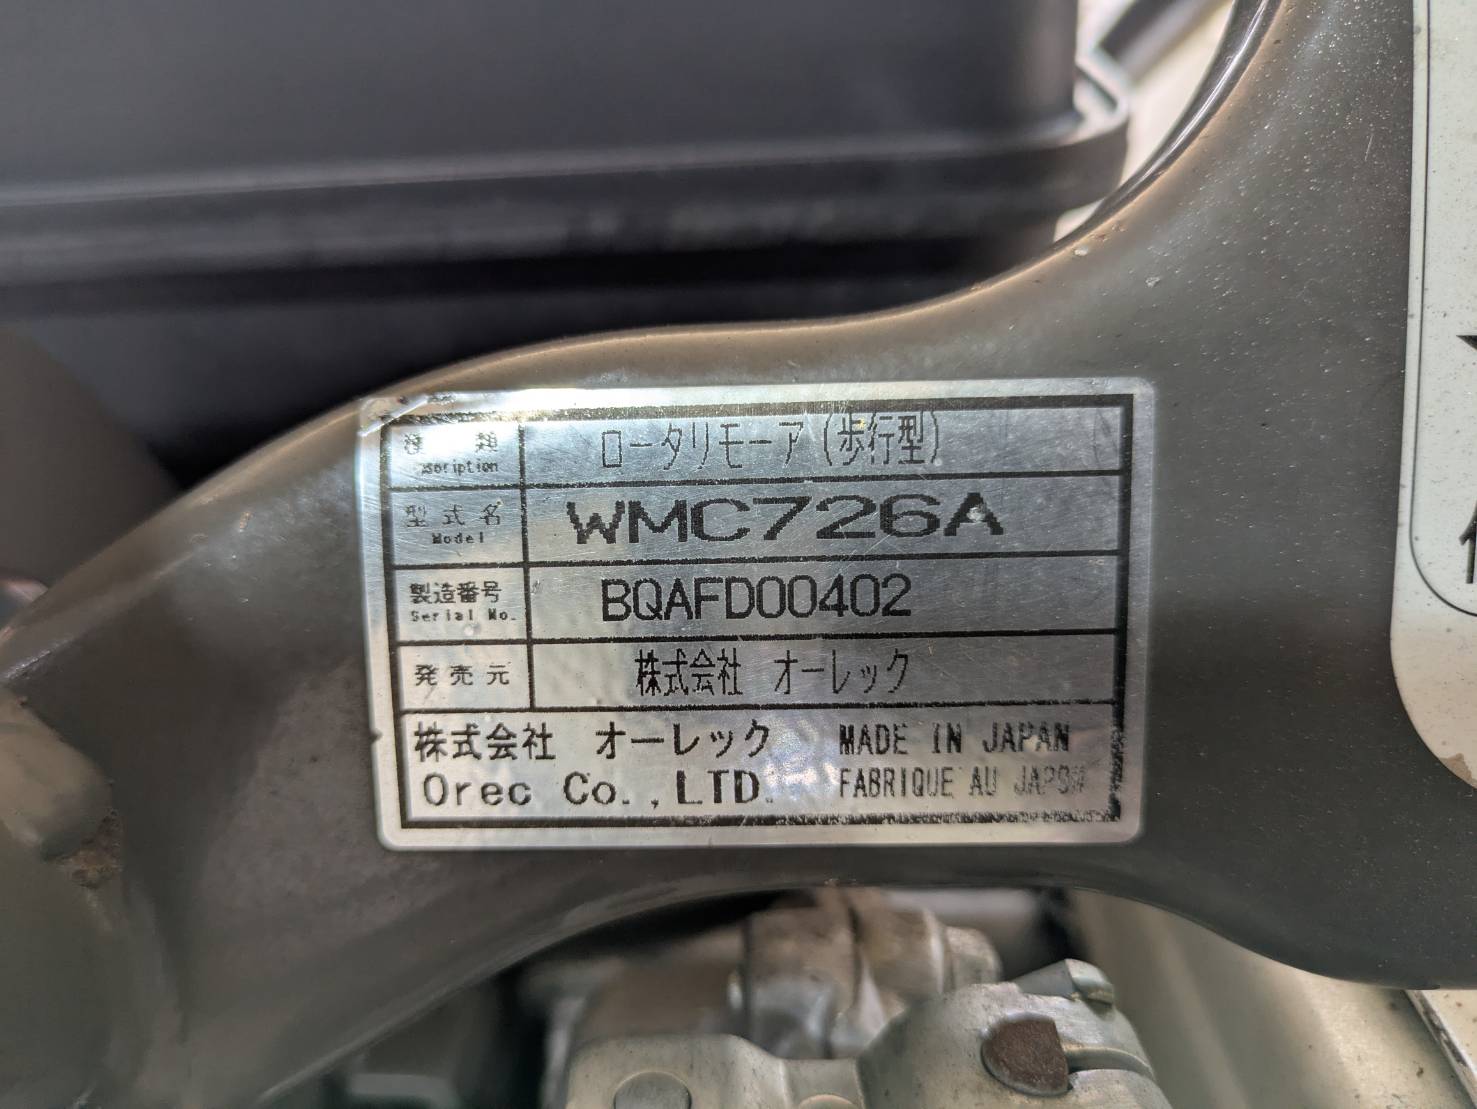 種類 ロータリモーア(歩行型)
型式名 WMC726A
Model
製造番号 BQAFD00402
Serial No.
発売元 株式会社 オーレック
株式会社 オーレック MADE IN JAPAN
Orec Co.,LTD. FABRIQUE AU JAPON